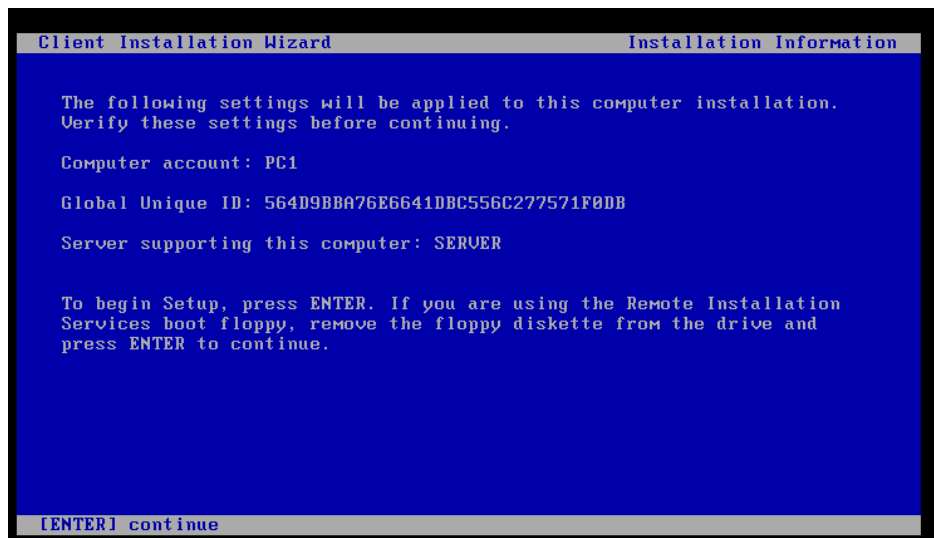 Client Installation Wizard Installation Information
The following settings will be applied to this computer installation.
Verify these settings before continuing.
Computer account: PC1
Global Unique ID: 564D9BBA76E6641DBC556C277571F0DB
Server supporting this computer: SERVER
To begin Setup, press ENTER. If you are using the Remote Installation
Services boot floppy, remove the floppy diskette from the drive and
press ENTER to continue.
[ENTER] continue